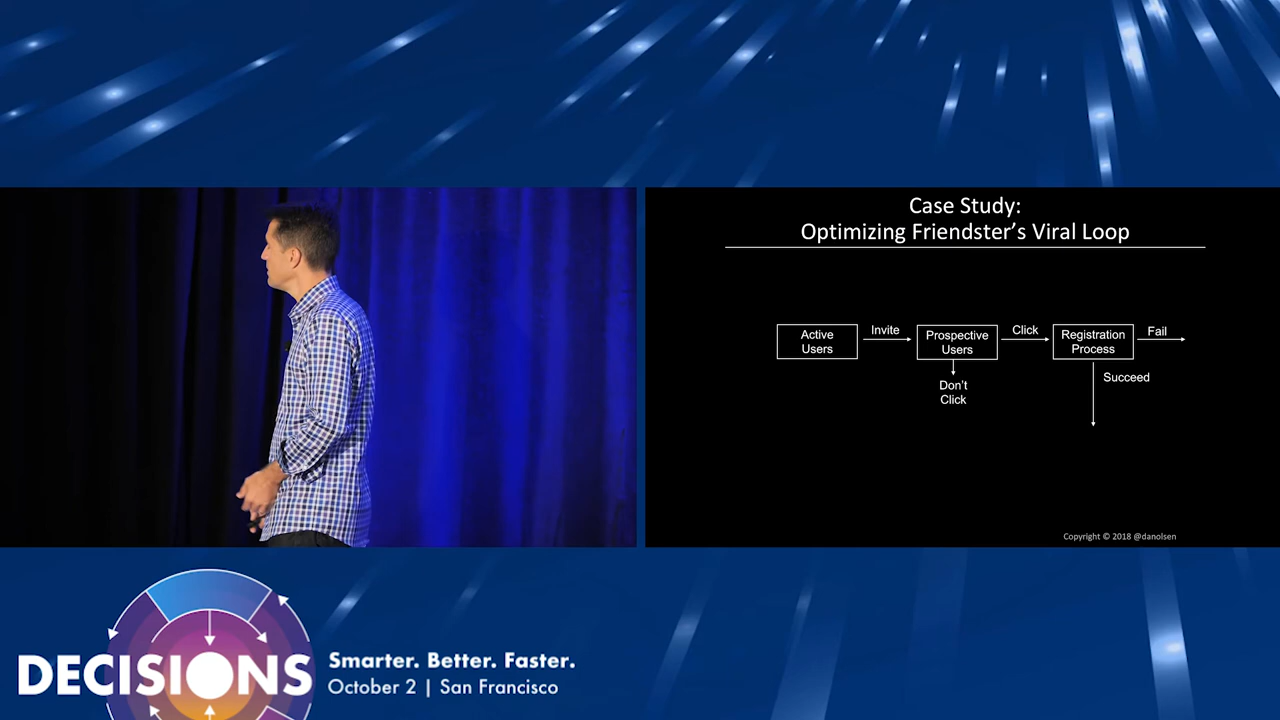 Case Study:
Optimizing Friendster's Viral Loop
Active
Users
Invite
Prospective
Users
Click
Registration
Process
Fail
Don't
Click
Succeed
Copyright © 2018 @danolsen
DECISIONS
Smarter. Better. Faster.
October 2 | San Francisco